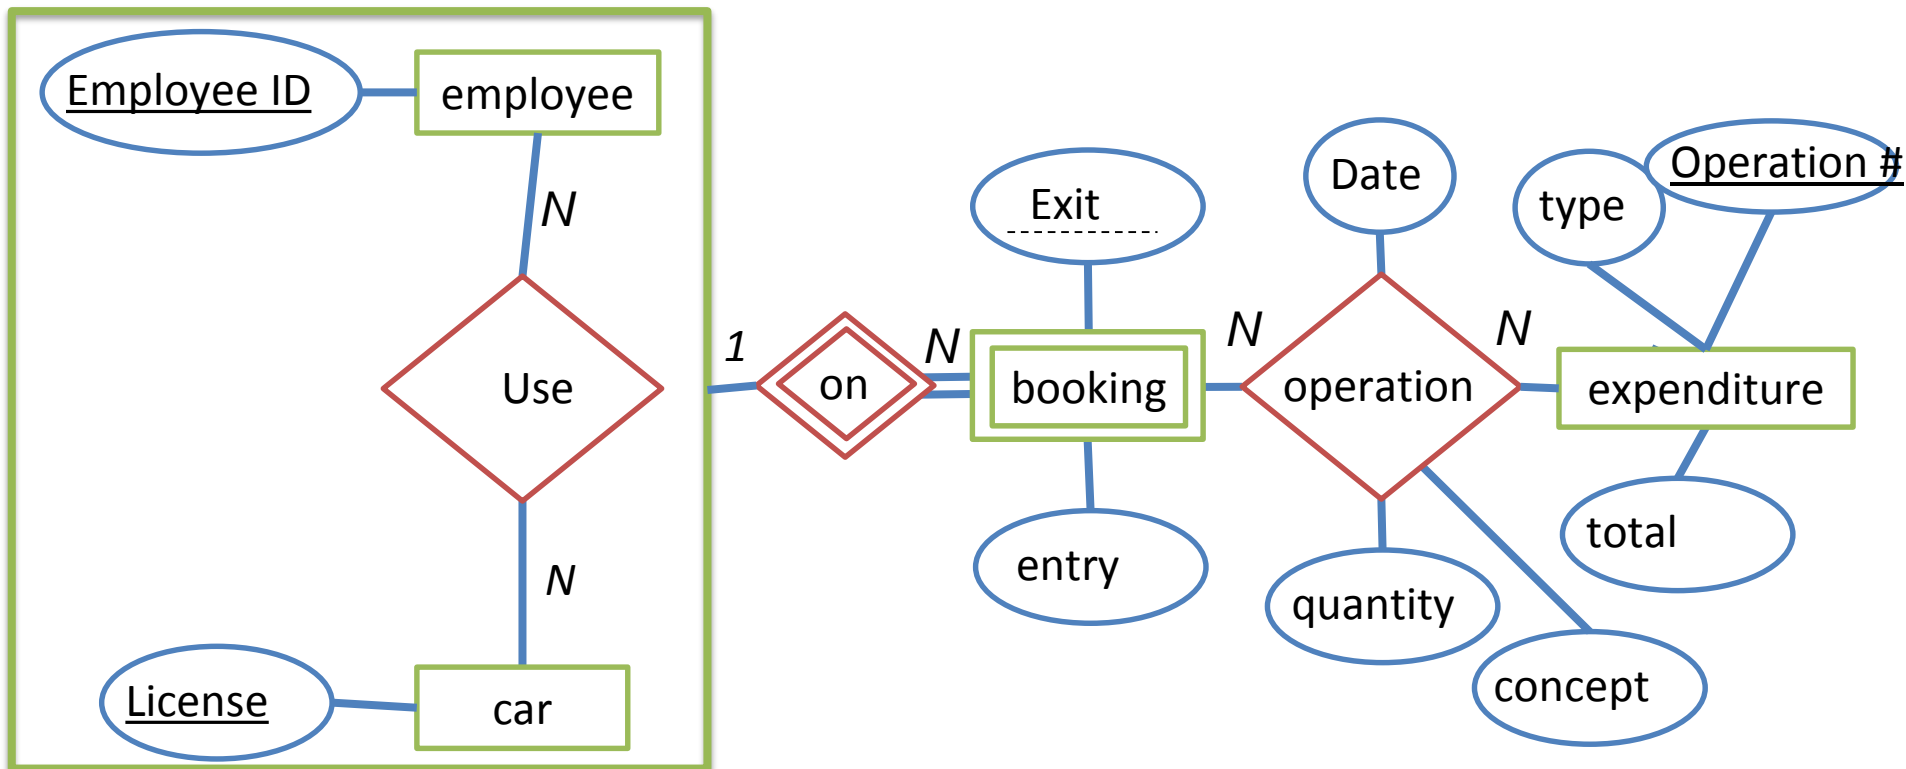 Employee ID
employee
N
Use
N
License
car
1
on
N
Exit
booking
entry
N
Date
operation
quantity
concept
N
type
Operation #
expenditure
total